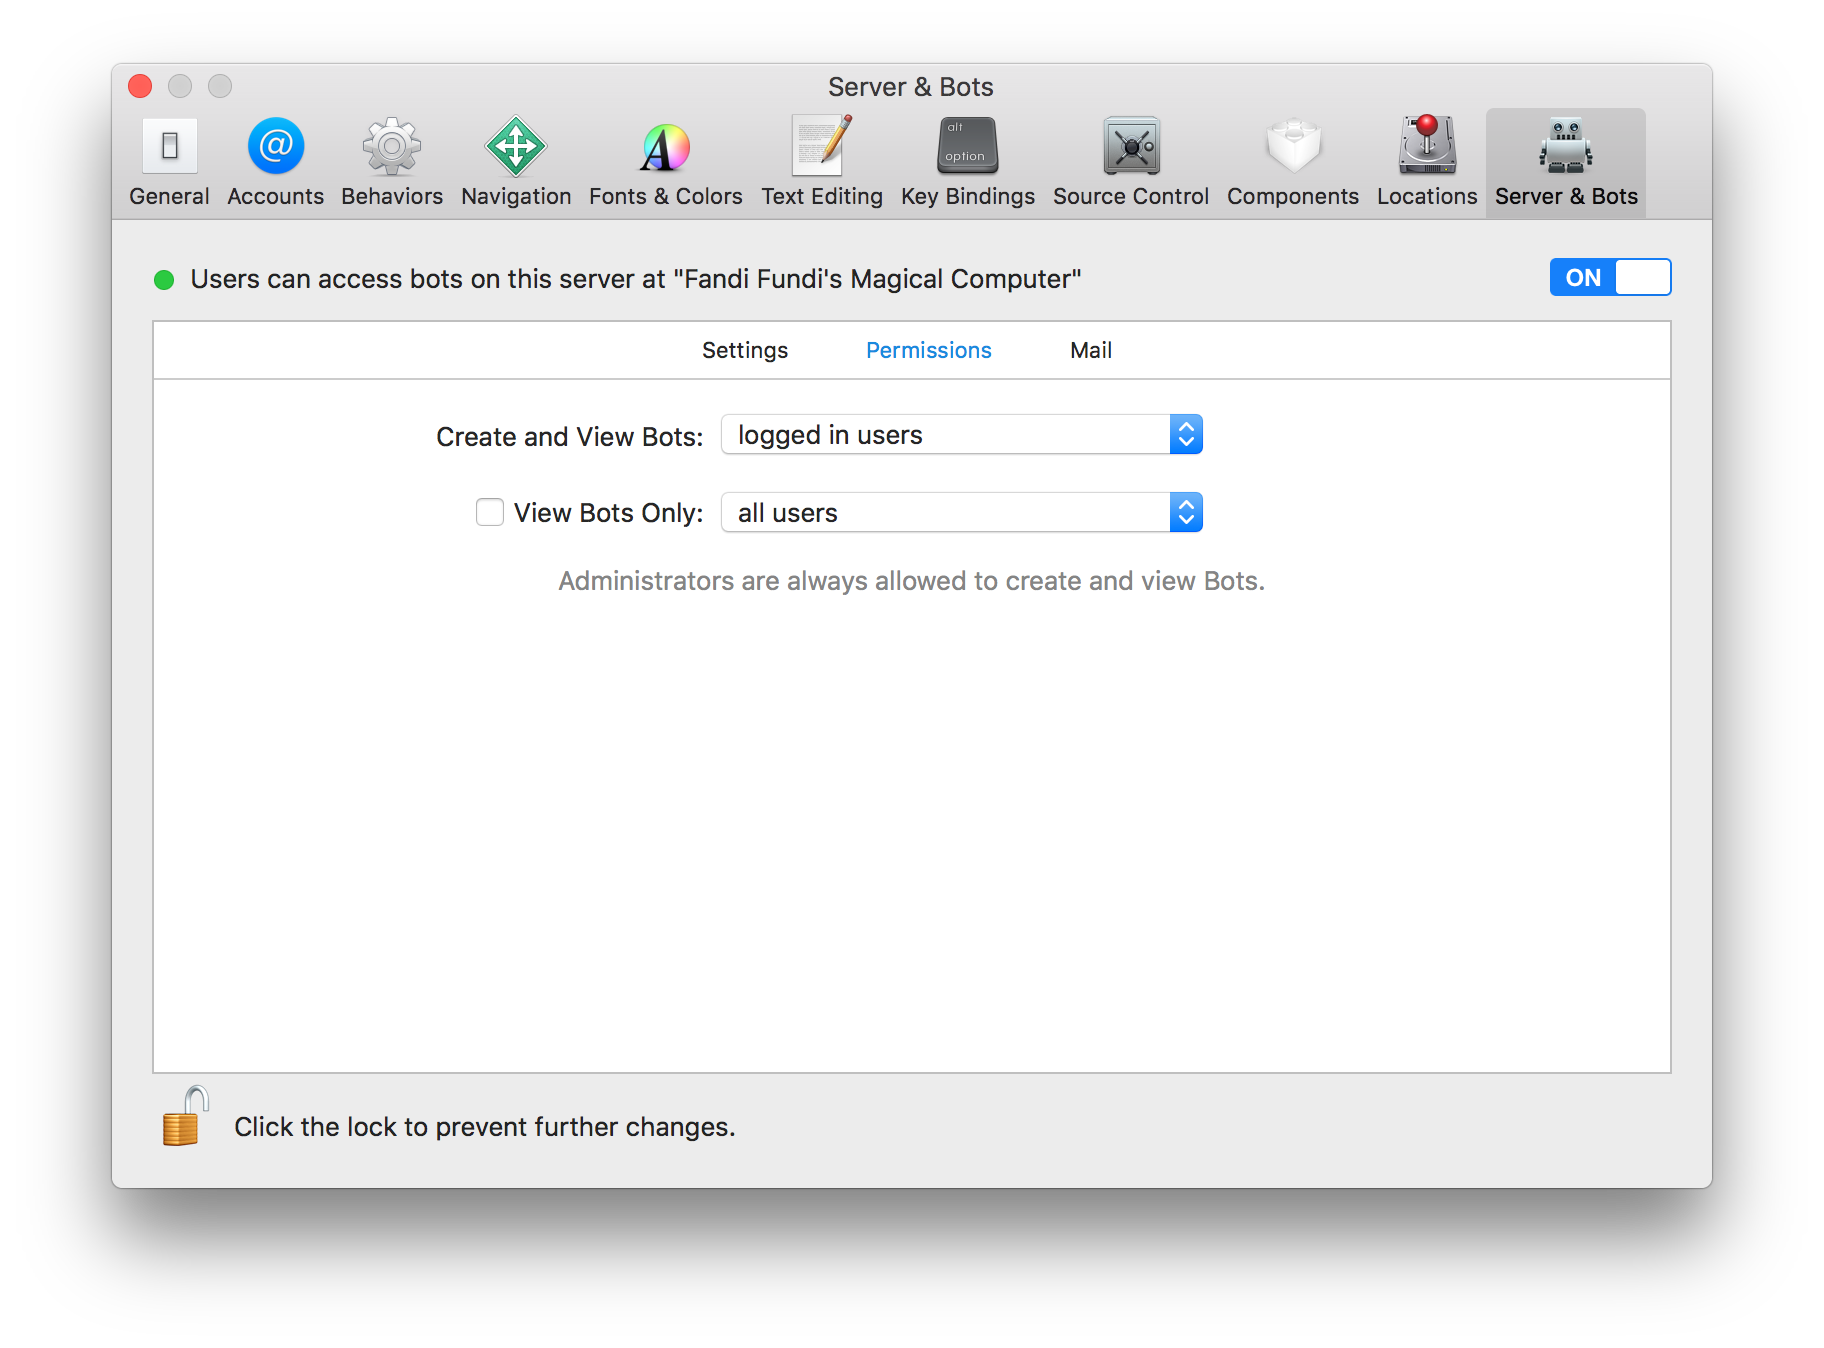 Server & Bots
alt
option
General Accounts Behaviors Navigation Fonts & Colors Text Editing Key Bindings Source Control Components Locations Server & Bots
Users can access bots on this server at "Fandi Fundi's Magical Computer" ON
Settings Permissions Mail
Create and View Bots: logged in users
View Bots Only: all users
Administrators are always allowed to create and view Bots.
Click the lock to prevent further changes.